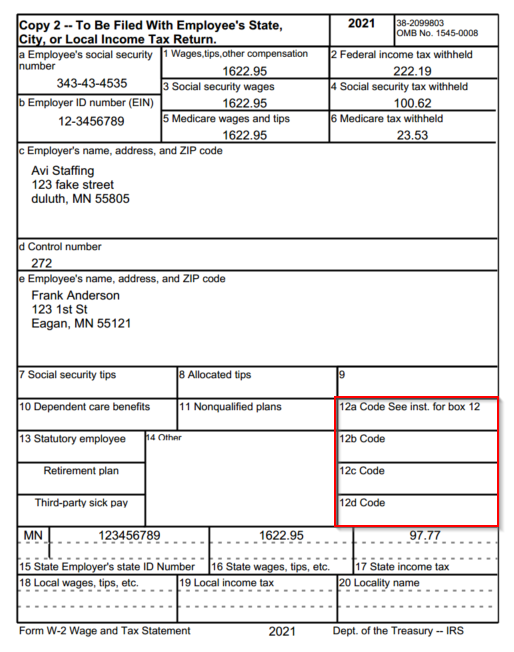 Copy 2 -- To Be Filed With Employee's State,
City, or Local Income Tax Return.
2021
38-2099803
OMB No. 1545-0008
a Employee's social security
number
343-43-4535
1 Wages,tips,other compensation
1622.95
2 Federal income tax withheld
222.19
3 Social security wages
1622.95
4 Social security tax withheld
100.62
b Employer ID number (EIN)
12-3456789
5 Medicare wages and tips
1622.95
6 Medicare tax withheld
23.53
c Employer's name, address, and ZIP code
Avi Staffing
123 fake street
duluth, MN 55805
d Control number
272
e Employee's name, address, and ZIP code
Frank Anderson
123 1st St
Eagan, MN 55121
7 Social security tips
8 Allocated tips
9
10 Dependent care benefits
11 Nonqualified plans
12a Code See inst. for box 12
13 Statutory employee
14 Other
12b Code
Retirement plan
12c Code
Third-party sick pay
12d Code
MN 123456789 1622.95 97.77
15 State Employer's state ID Number
16 State wages, tips, etc.
17 State income tax
18 Local wages, tips, etc.
19 Local income tax
20 Locality name
Form W-2 Wage and Tax Statement 2021 Dept. of the Treasury -- IRS